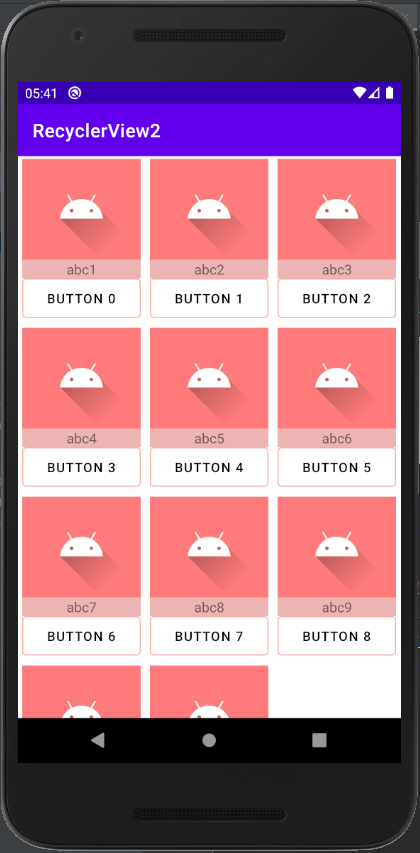 05:41
RecyclerView2
abc1 abc2 abc3
BUTTON 0 BUTTON 1 BUTTON 2
abc4 abc5 abc6
BUTTON 3 BUTTON 4 BUTTON 5
abc7 abc8 abc9
BUTTON 6 BUTTON 7 BUTTON 8